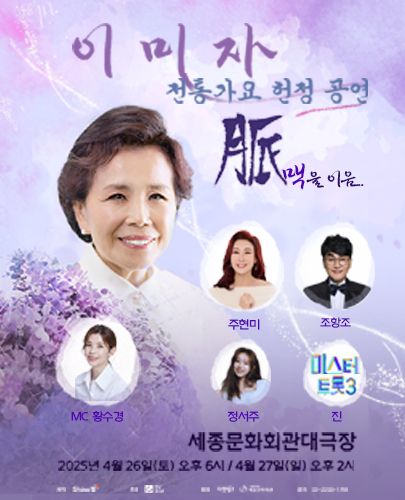 이미자
전통가요 헌정 공연
脈
맥을 이음..
주현미
조항조
MC 황수경
정서주
미스터
트롯3
진
세종문화회관대극장
2025년 4월 26일(토) 오후 6시 / 4월 27일(일) 오후 2시